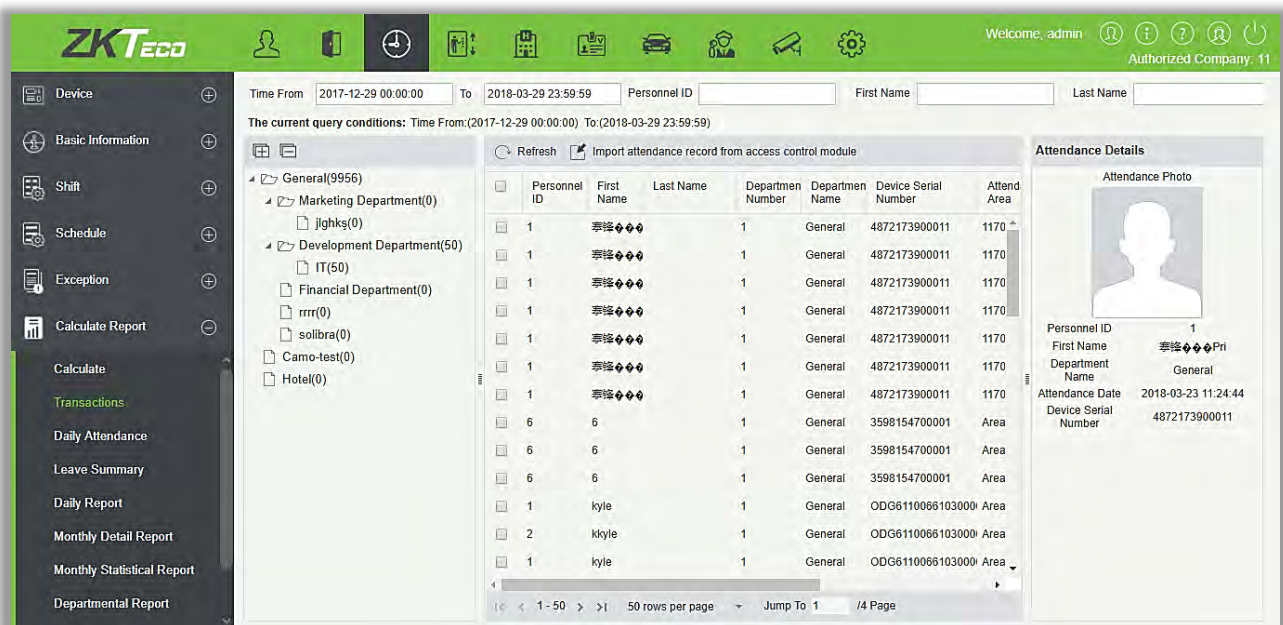 ZKTECO
Welcome, admin
Authorized Company: 11
Device
Basic Information
Shift
Schedule
Exception
Calculate Report
Calculate
Transactions
Daily Attendance
Leave Summary
Daily Report
Monthly Detail Report
Monthly Statistical Report
Departmental Report
Time From 2017-12-29 00:00:00 To 2018-03-29 23:59:59 Personnel ID First Name Last Name
The current query conditions: Time From:(2017-12-29 00:00:00) To:(2018-03-29 23:59:59)
General(9956)
Marketing Department(0)
jlghkş(0)
Development Department(50)
IT(50)
Financial Department(0)
rrrr(0)
solibra(0)
Camo-test(0)
Hotel(0)
Refresh Import attendance record from access control module
Personnel ID First Name Last Name Departmen Number Departmen Name Device Serial Number Attend Area
1 ��� 1 General 4872173900011 1170
1 ��� 1 General 4872173900011 1170
1 ��� 1 General 4872173900011 1170
1 ��� 1 General 4872173900011 1170
1 ��� 1 General 4872173900011 1170
1 ��� 1 General 4872173900011 1170
1 ��� 1 General 4872173900011 1170
6 6 1 General 3598154700001 Area
6 6 1 General 3598154700001 Area
6 6 1 General 3598154700001 Area
1 kyle 1 General ODG6110066103000 Area
2 kkyle 1 General ODG6110066103000 Area
1 kyle 1 General ODG6110066103000 Area
1 - 50 50 rows per page Jump To 1 /4 Page
Attendance Details
Attendance Photo
Personnel ID 1
First Name ���Pri
Department Name General
Attendance Date 2018-03-23 11:24:44
Device Serial Number 4872173900011